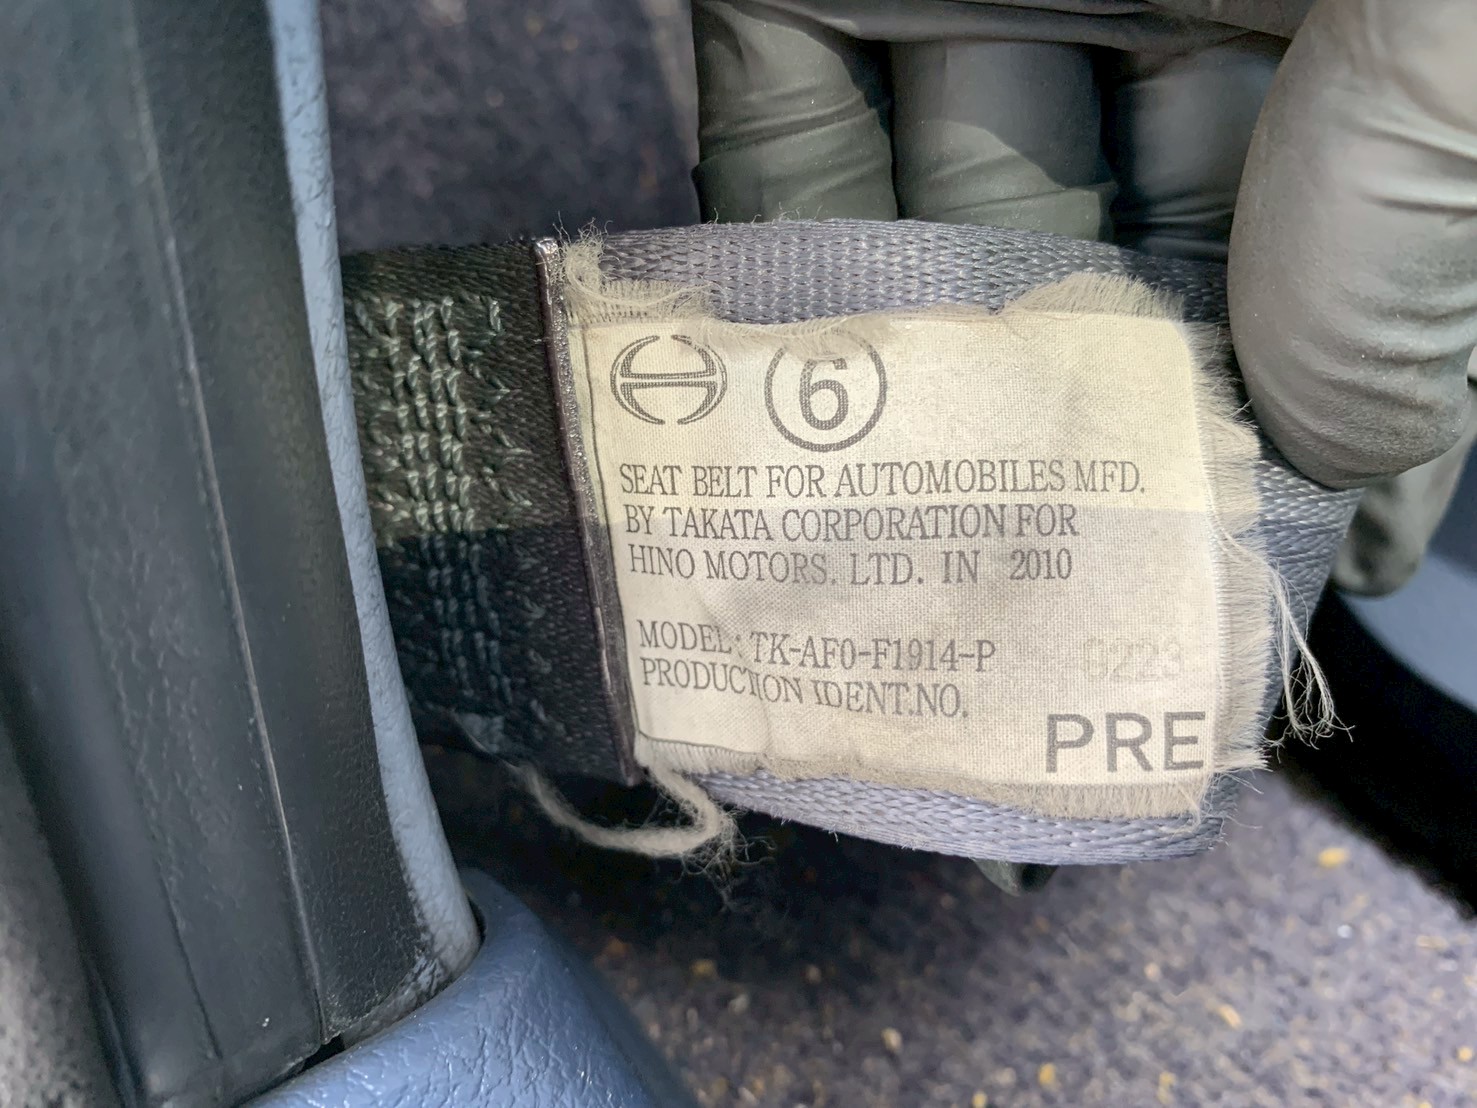 6
SEAT BELT FOR AUTOMOBILES MFD.
BY TAKATA CORPORATION FOR
HINO MOTORS. LTD. IN 2010
MODEL: TK-AF0-F1914-P
PRODUCTION IDENT.NO.
PRE